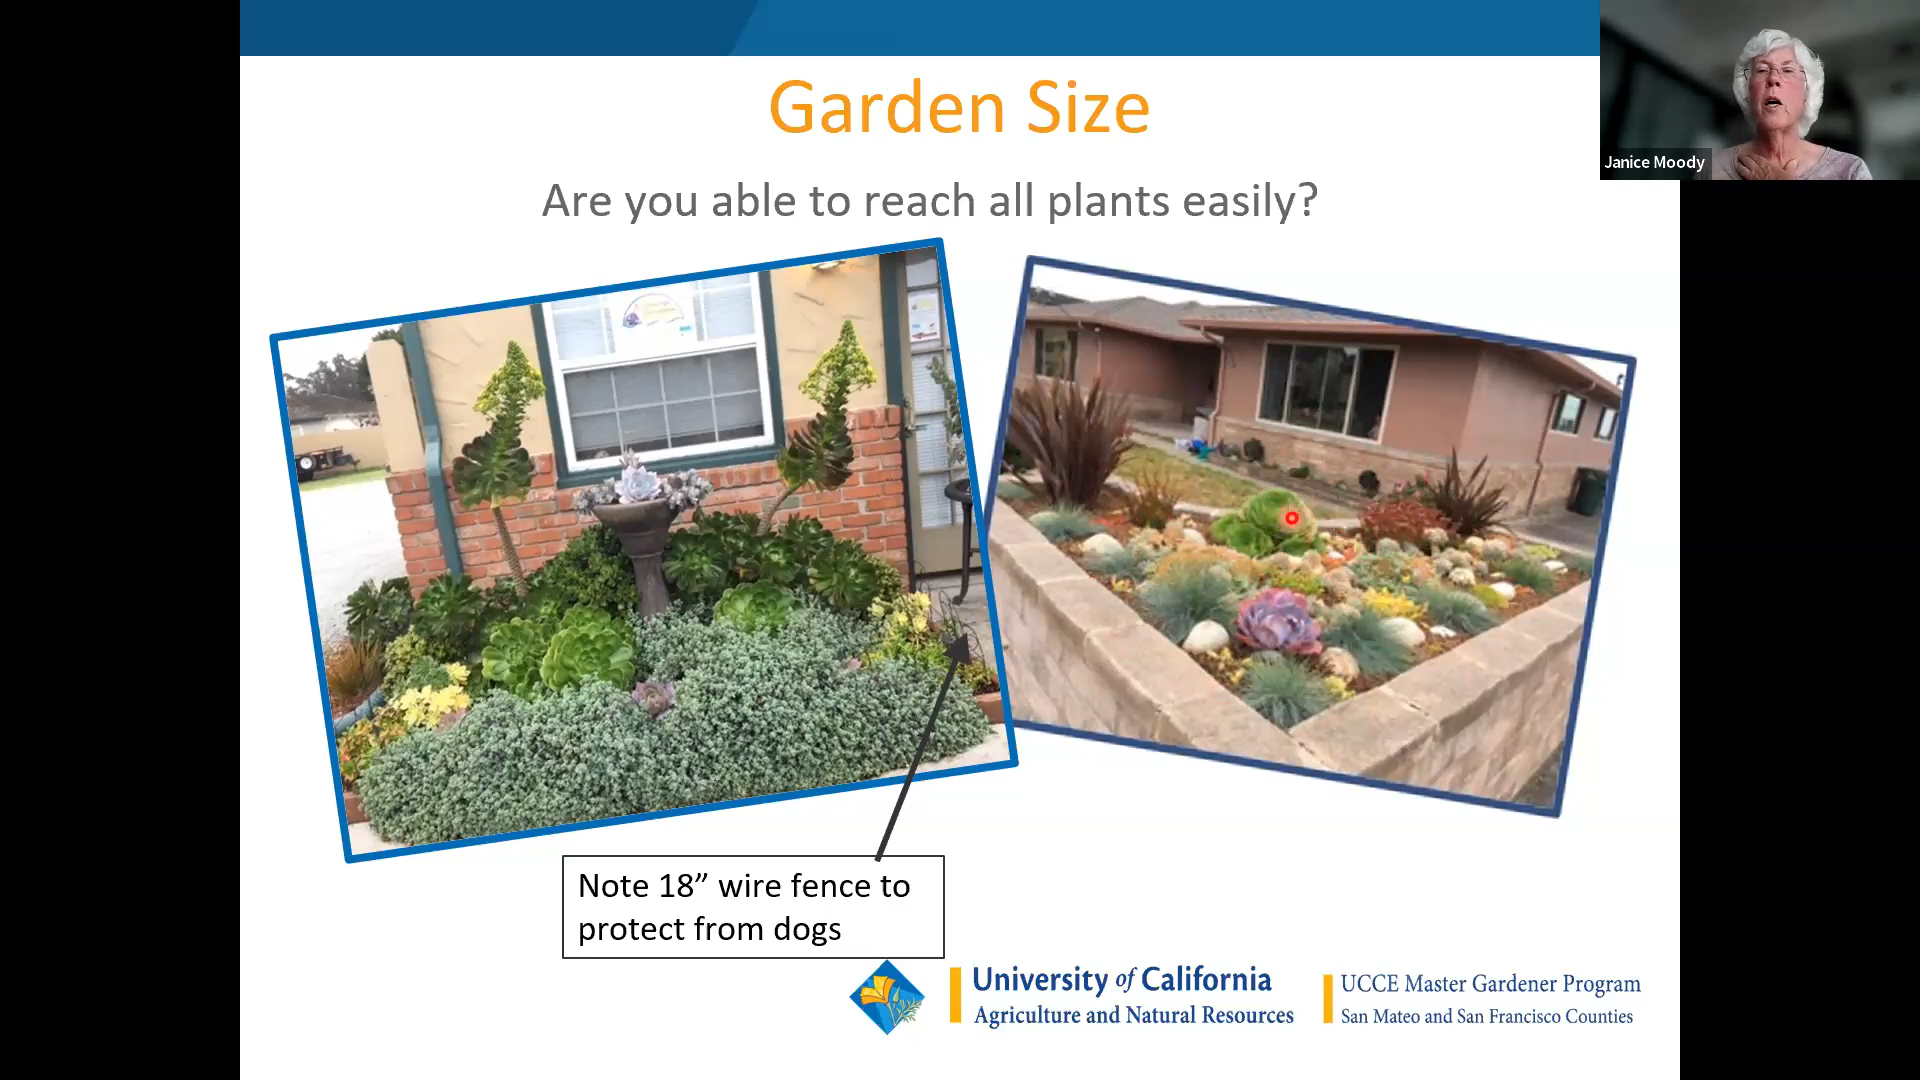 Garden Size
Janice Moody
Are you able to reach all plants easily?
Note 18” wire fence to
protect from dogs
University of California
Agriculture and Natural Resources
UCCE Master Gardener Program
San Mateo and San Francisco Counties